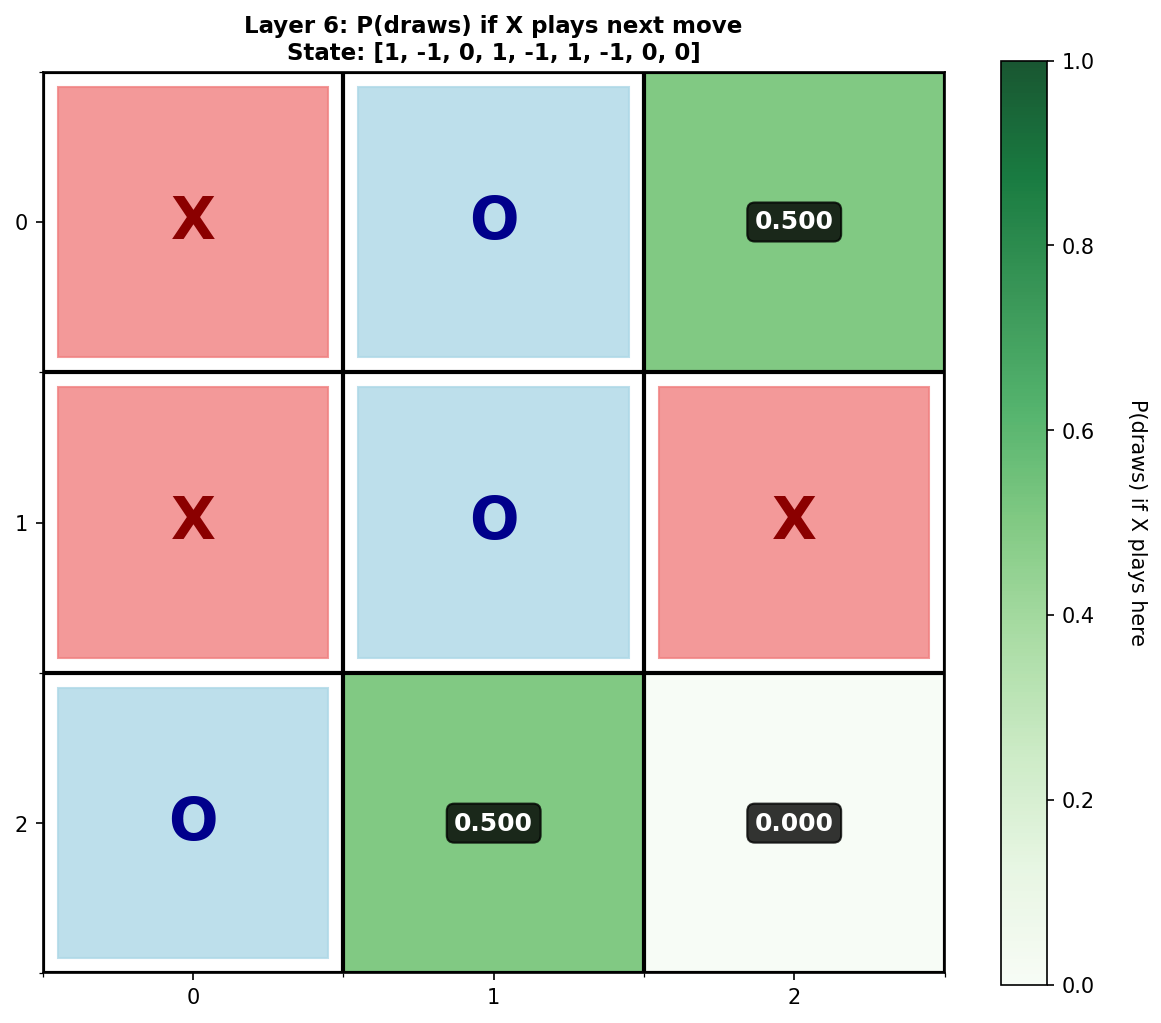 Layer 6: P(draws) if X plays next move
State: [1, -1, 0, 1, -1, 1, -1, 0, 0]
0
X
O
0.500
1
X
O
X
2
O
0.500
0.000
0
1
2
1.0
0.8
0.6
0.4
0.2
0.0
P(draws) if X plays here